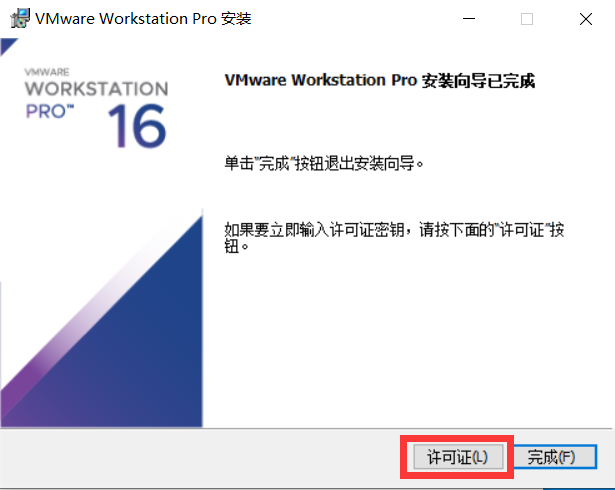 VMware Workstation Pro 安装
VMWARE
WORKSTATION
PRO™
16
VMware Workstation Pro 安装向导已完成
单击"完成"按钮退出安装向导。
如果要立即输入许可证密钥，请按下面的"许可证"按
钮。
许可证(L)
完成(F)